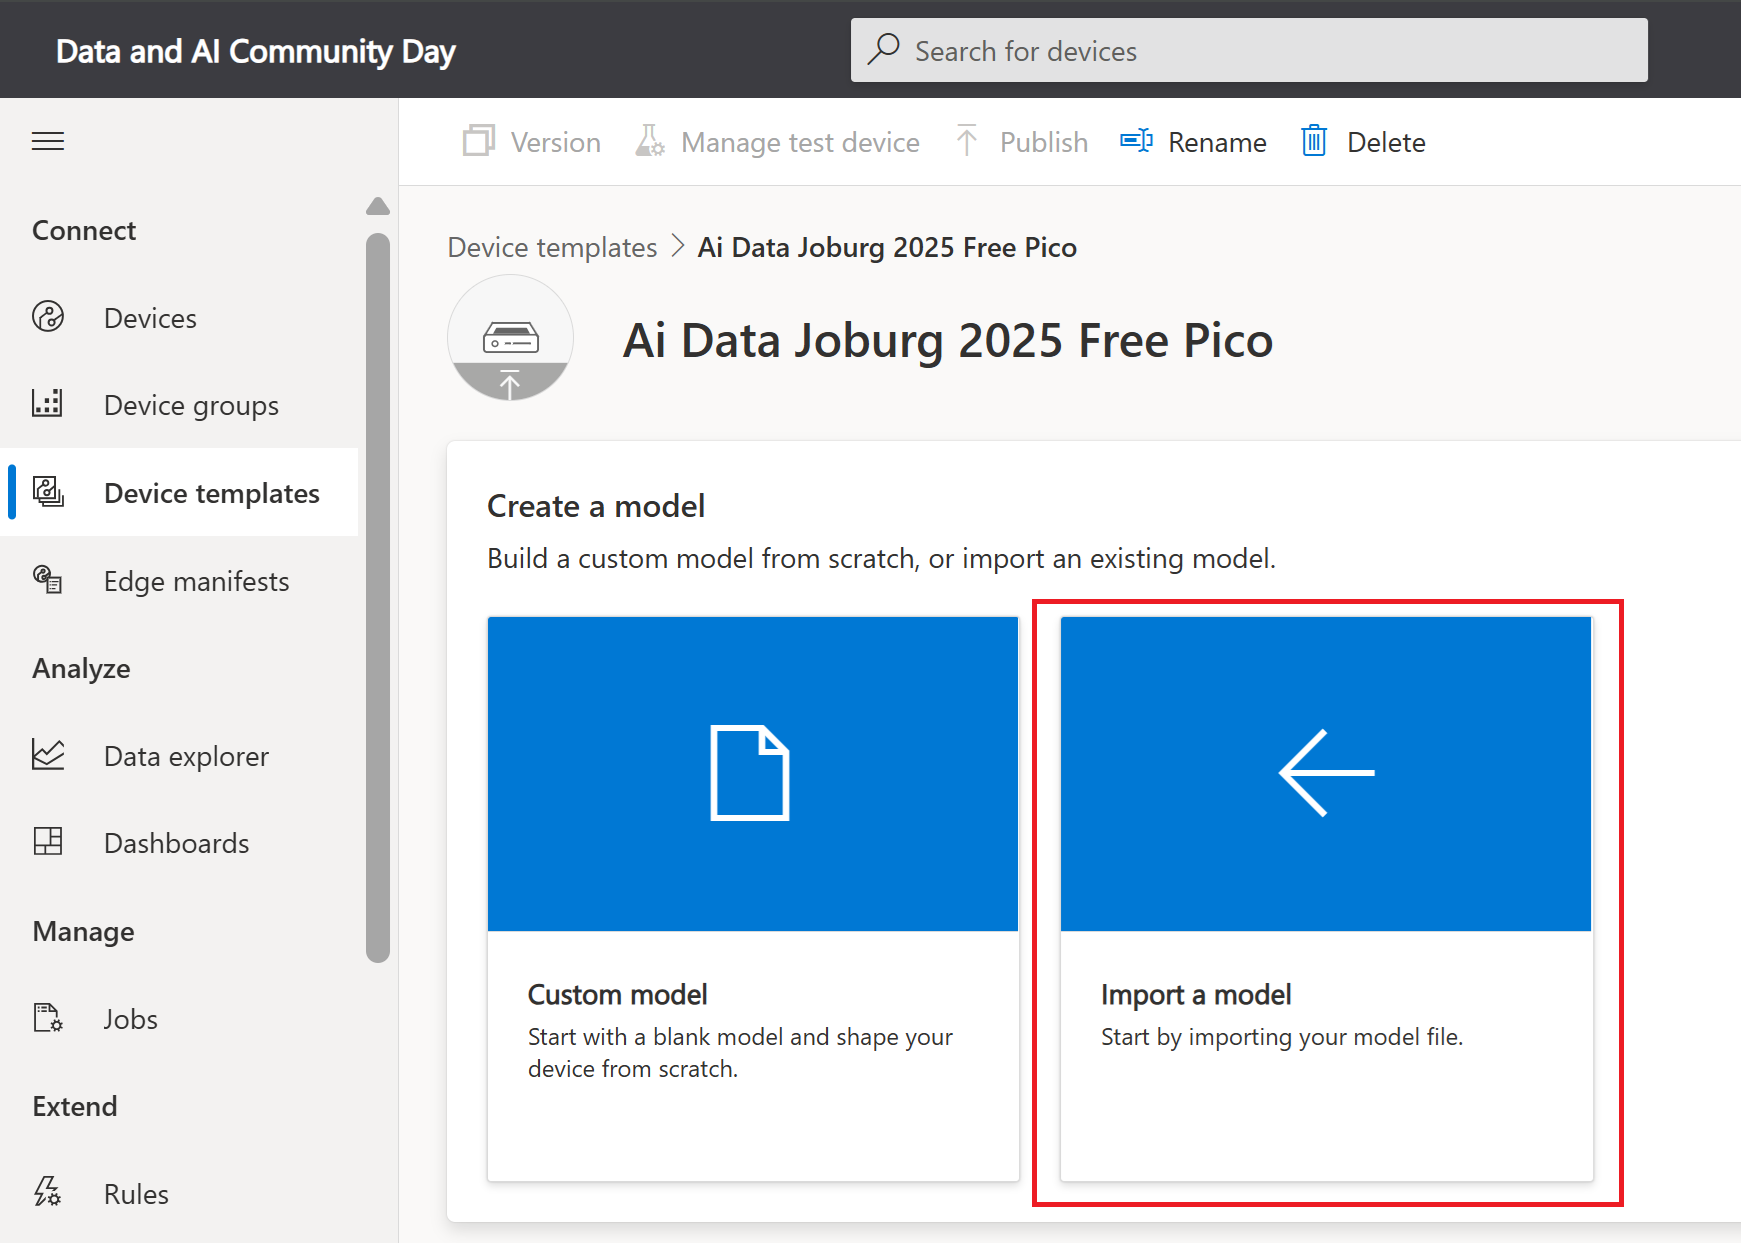 Data and AI Community Day
Search for devices
Version
Manage test device
Publish
Rename
Delete
Connect
Devices
Device groups
Device templates
Edge manifests
Analyze
Data explorer
Dashboards
Manage
Jobs
Extend
Rules
Device templates > Ai Data Joburg 2025 Free Pico
Ai Data Joburg 2025 Free Pico
Create a model
Build a custom model from scratch, or import an existing model.
Custom model
Start with a blank model and shape your
device from scratch.
Import a model
Start by importing your model file.